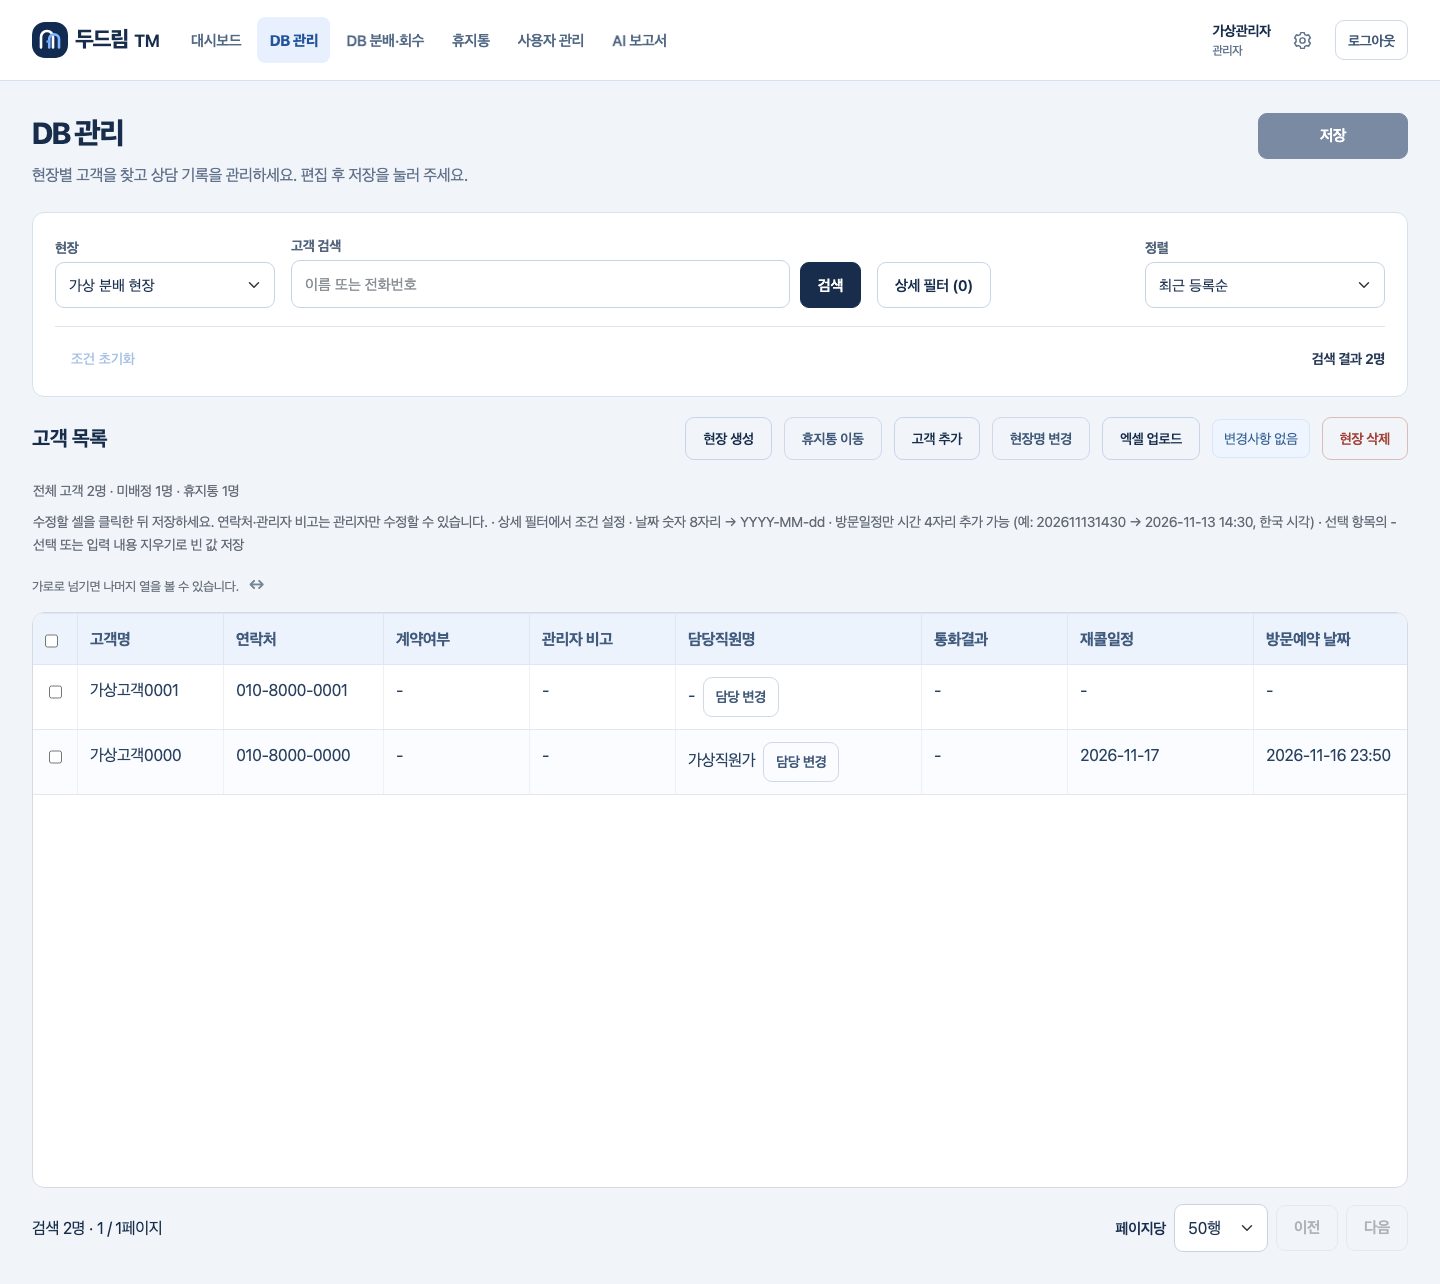 두드림 TM
대시보드
DB 관리
DB 분배·회수
휴지통
사용자 관리
AI 보고서
가상관리자
관리자
로그아웃
DB 관리
저장
현장별 고객을 찾고 상담 기록을 관리하세요. 편집 후 저장을 눌러 주세요.
현장
고객 검색
정렬
가상 분배 현장
이름 또는 전화번호
검색
상세 필터 (0)
최근 등록순
조건 초기화
검색 결과 2명
고객 목록
현장 생성
휴지통 이동
고객 추가
현장명 변경
엑셀 업로드
변경사항 없음
현장 삭제
전체 고객 2명 · 미배정 1명 · 휴지통 1명
수정할 셀을 클릭한 뒤 저장하세요. 연락처·관리자 비고는 관리자만 수정할 수 있습니다. · 상세 필터에서 조건 설정 · 날짜 숫자 8자리 → YYYY-MM-dd · 방문일정만 시간 4자리 추가 가능 (예: 202611131430 → 2026-11-13 14:30, 한국 시각) · 선택 항목의 -
선택 또는 입력 내용 지우기로 빈 값 저장
가로로 넘기면 나머지 열을 볼 수 있습니다. ↔
고객명 연락처 계약여부 관리자 비고 담당직원명 통화결과 재콜일정 방문예약 날짜
가상고객0001 010-8000-0001 - - - 담당 변경 - - -
가상고객0000 010-8000-0000 - - 가상직원가 담당 변경 - 2026-11-17 2026-11-16 23:50
검색 2명 · 1 / 1페이지
페이지당
50행
이전
다음